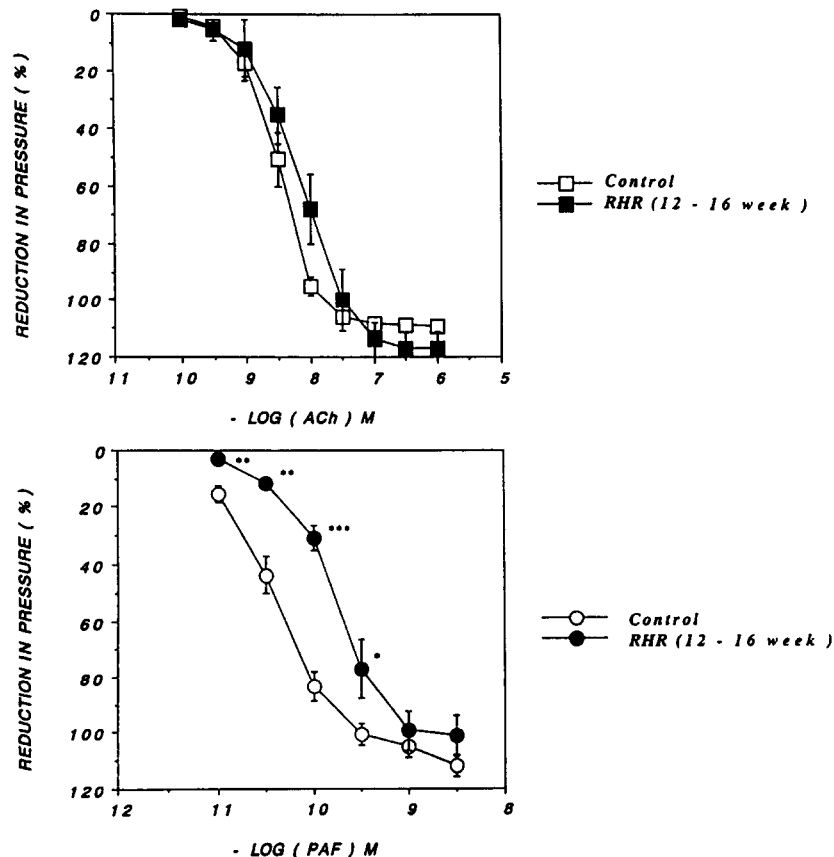 REDUCTION IN PRESSURE ( % )
0
20
40
60
80
100
120
11 10 9 8 7 6 5
- LOG ( ACh ) M
Control
RHR ( 12 - 16 week )
REDUCTION IN PRESSURE ( % )
0
20
40
60
80
100
120
**
**
***
*
12 11 10 9 8
- LOG ( PAF ) M
Control
RHR ( 12 - 16 week )